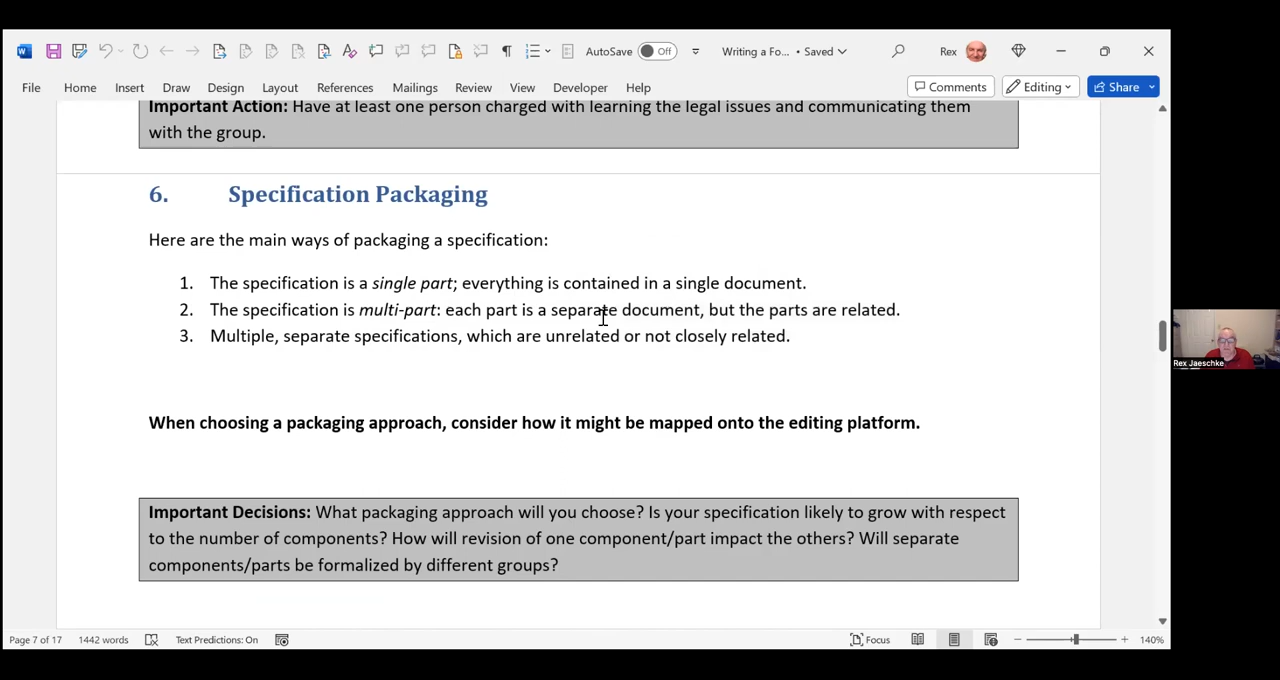 AutoSave Off Writing a Fo... • Saved Rex
File Home Insert Draw Design Layout References Mailings Review View Developer Help Comments Editing Share
Important Action: Have at least one person charged with learning the legal issues and communicating them
with the group.
6. Specification Packaging
Here are the main ways of packaging a specification:
1. The specification is a single part; everything is contained in a single document.
2. The specification is multi-part: each part is a separate document, but the parts are related.
3. Multiple, separate specifications, which are unrelated or not closely related.
When choosing a packaging approach, consider how it might be mapped onto the editing platform.
Important Decisions: What packaging approach will you choose? Is your specification likely to grow with respect
to the number of components? How will revision of one component/part impact the others? Will separate
components/parts be formalized by different groups?
Rex Jaeschke
Page 7 of 17 1442 words Text Predictions: On Focus 140%